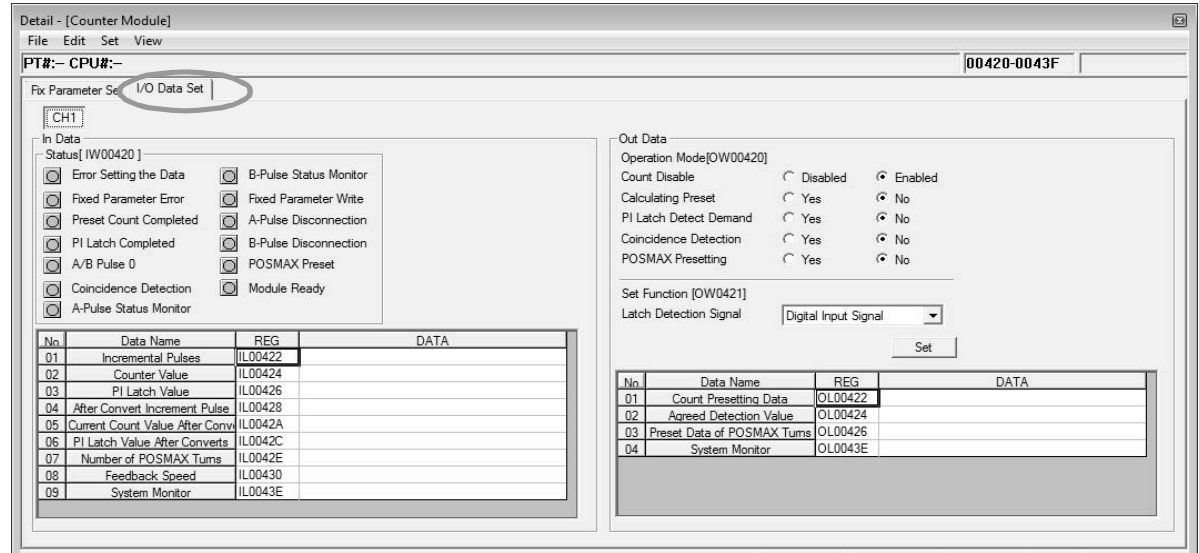 Detail - [Counter Module]
File Edit Set View
PT#:– CPU#:– 00420-0043F
Fix Parameter Se I/O Data Set
CH1
In Data
Status[ IW00420 ]
Error Setting the Data B-Pulse Status Monitor
Fixed Parameter Error Fixed Parameter Write
Preset Count Completed A-Pulse Disconnection
PI Latch Completed B-Pulse Disconnection
A/B Pulse 0 POSMAX Preset
Coincidence Detection Module Ready
A-Pulse Status Monitor
No. Data Name REG DATA
01 Incremental Pulses IL00422
02 Counter Value IL00424
03 PI Latch Value IL00426
04 After Convert Increment Pulse IL00428
05 Current Count Value After Conv IL0042A
06 PI Latch Value After Converts IL0042C
07 Number of POSMAX Turns IL0042E
08 Feedback Speed IL00430
09 System Monitor IL0043E
Out Data
Operation Mode[OW00420]
Count Disable Disabled Enabled
Calculating Preset Yes No
PI Latch Detect Demand Yes No
Coincidence Detection Yes No
POSMAX Presetting Yes No
Set Function [OW0421]
Latch Detection Signal Digital Input Signal
Set
No. Data Name REG DATA
01 Count Presetting Data OL00422
02 Agreed Detection Value OL00424
03 Preset Data of POSMAX Turns OL00426
04 System Monitor OL0043E